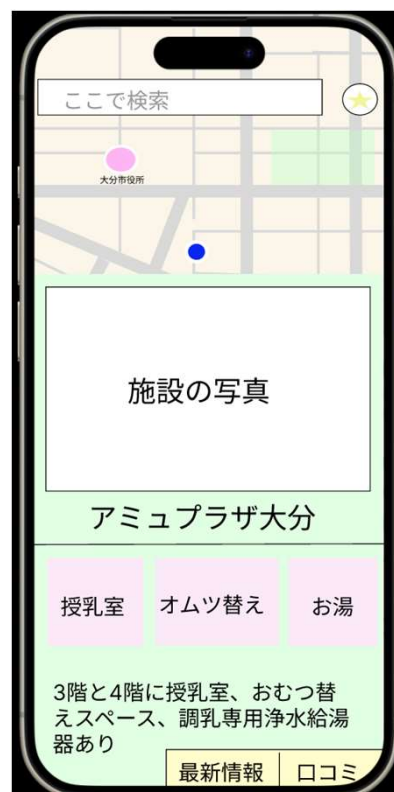 ここで検索
大分市役所
施設の写真
アミュプラザ大分
授乳室
オムツ替え
お湯
3階と4階に授乳室、おむつ替
えスペース、調乳専用浄水給湯
器あり
最新情報
口コミ